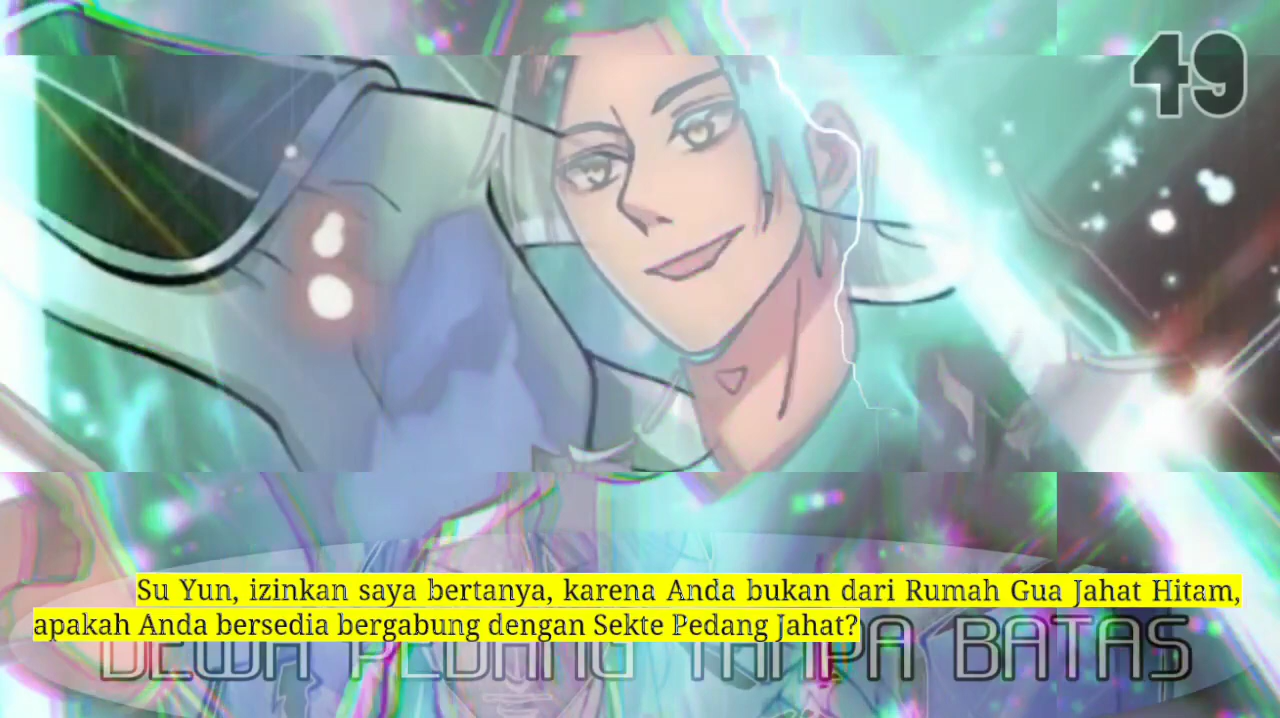 49
Su Yun, izinkan saya bertanya, karena Anda bukan dari Rumah Gua Jahat Hitam,
apakah Anda bersedia bergabung dengan Sekte Pedang Jahat?
DEWA PEDANG TANPA BATAS